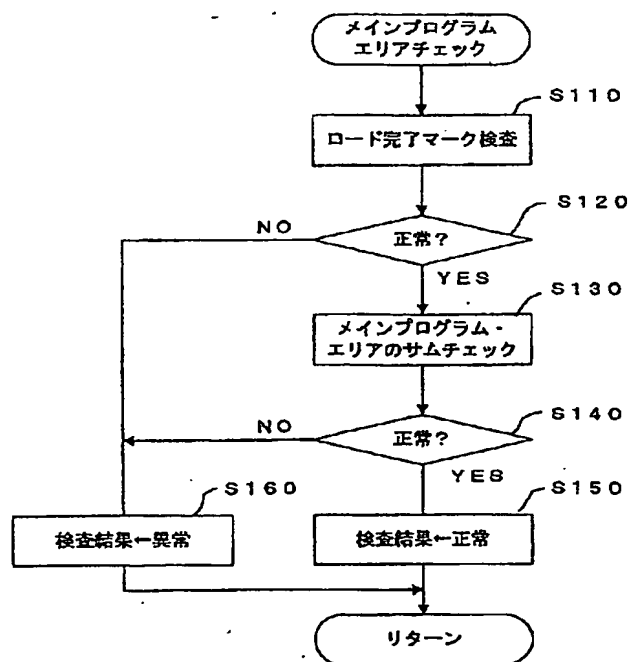 メインプログラム
エリアチェック
S110
ロード完了マーク検査
S120
NO
正常?
YES
S130
メインプログラム・
エリアのサムチェック
S140
NO
正常?
YES
S160
S150
検査結果←異常
検査結果←正常
リターン